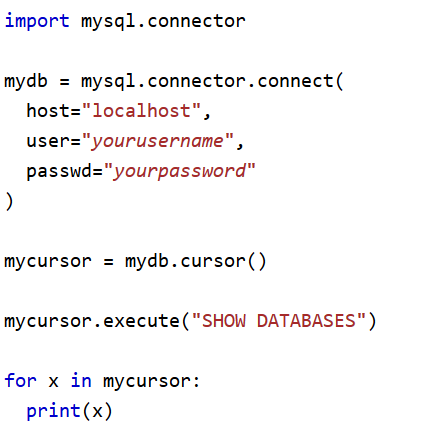 import mysql.connector
mydb = mysql.connector.connect(
  host="localhost",
  user="yourusername",
  passwd="yourpassword"
)
mycursor = mydb.cursor()
mycursor.execute("SHOW DATABASES")
for x in mycursor:
  print(x)